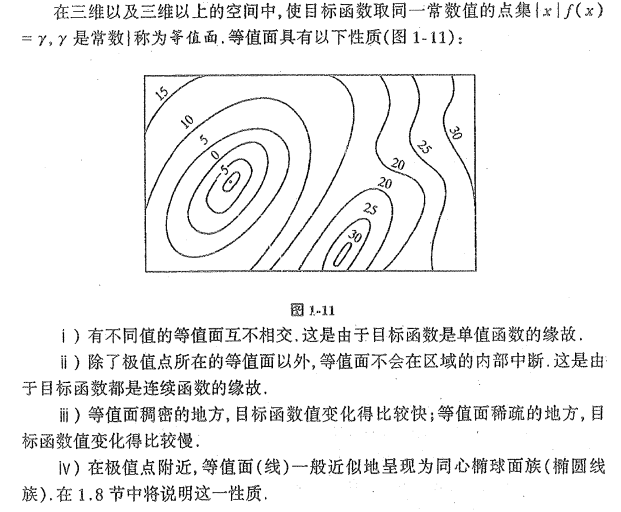 在三维以及三维以上的空间中,使目标函数取同一常数值的点集{x|f(x)
=γ,γ是常数}称为等值面.等值面具有以下性质(图1-11):
15
10
5
0
5
20
25
30
20
25
30
图1-11
ⅰ)有不同值的等值面互不相交.这是由于目标函数是单值函数的缘故.
ⅱ)除了极值点所在的等值面以外,等值面不会在区域的内部中断.这是由
于目标函数都是连续函数的缘故.
ⅲ)等值面稠密的地方,目标函数值变化得比较快;等值面稀疏的地方,目
标函数值变化得比较慢.
ⅳ)在极值点附近,等值面(线)一般近似地呈现为同心椭球面族(椭圆线
族).在1.8节中将说明这一性质.